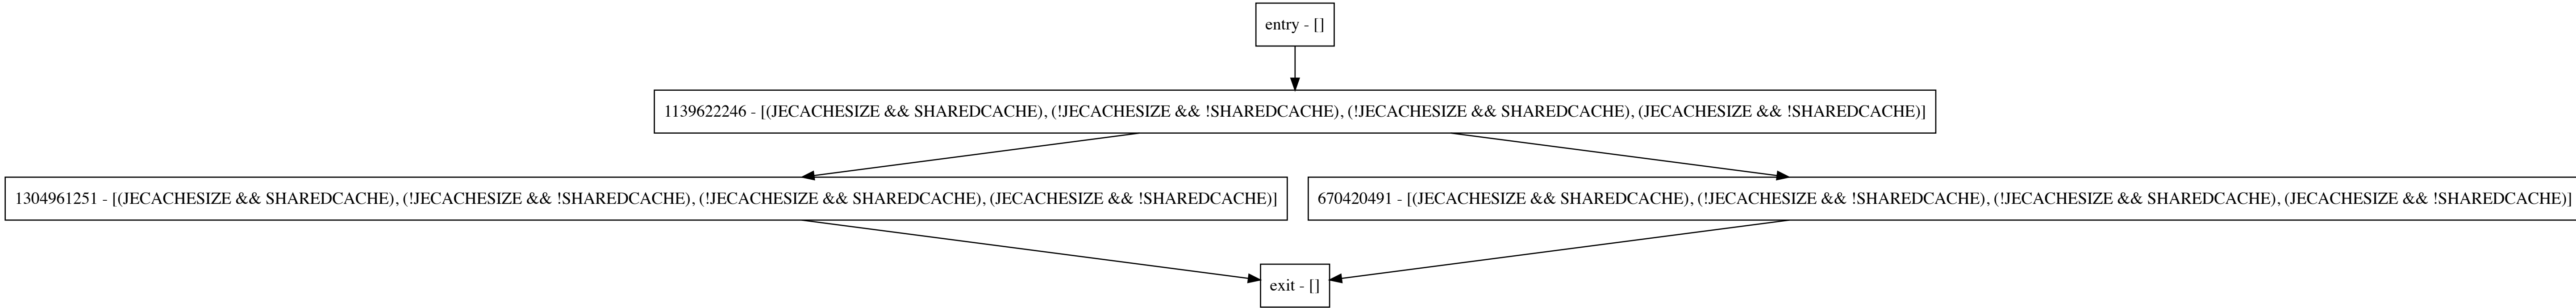 entry - []
1139622246 - [(JECACHESIZE && SHAREDCACHE), (!JECACHESIZE && !SHAREDCACHE), (!JECACHESIZE && SHAREDCACHE), (JECACHESIZE && !SHAREDCACHE)]
1304961251 - [(JECACHESIZE && SHAREDCACHE), (!JECACHESIZE && !SHAREDCACHE), (!JECACHESIZE && SHAREDCACHE), (JECACHESIZE && !SHAREDCACHE)]
670420491 - [(JECACHESIZE && SHAREDCACHE), (!JECACHESIZE && !SHAREDCACHE), (!JECACHESIZE && SHAREDCACHE), (JECACHESIZE && !SHAREDCACHE)]
exit - []